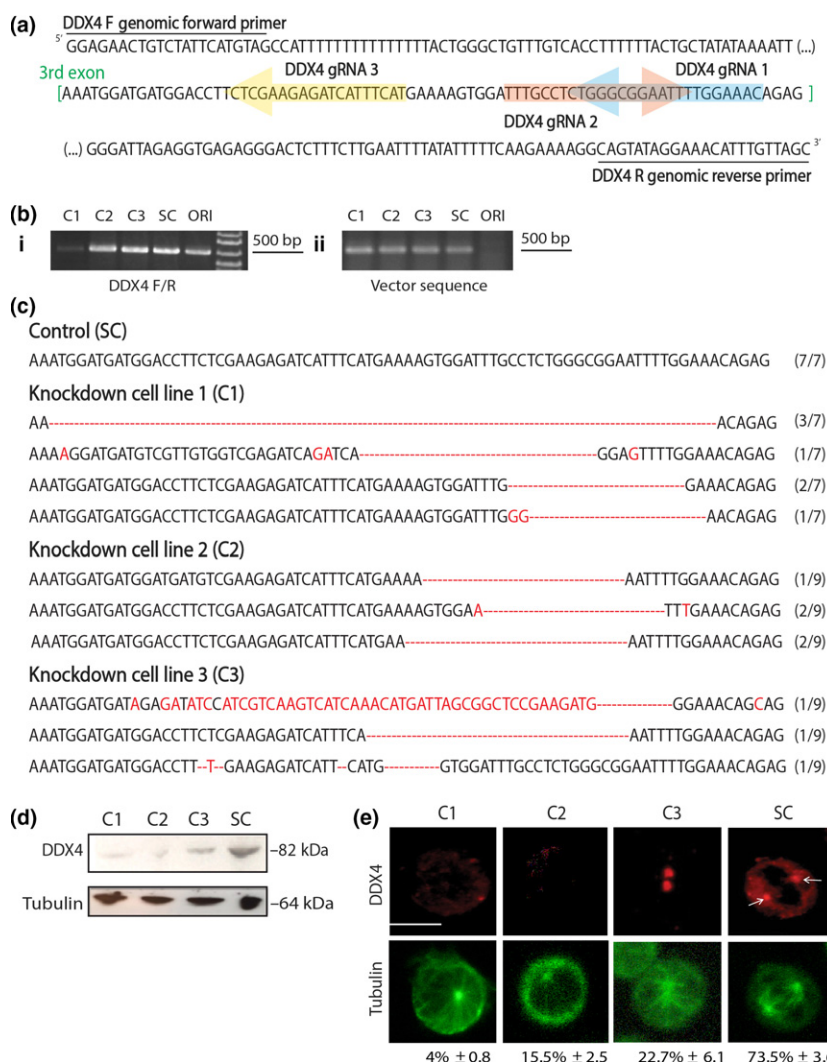 (a)
DDX4 F genomic forward primer
5' GGAGAACTGTCTATTCATGTAGCCATTTTTTTTTTTTTTTTACTGGGCTGTTTGTCACCTTTTTTTACTGCTATATAAAATT (...)
DDX4 gRNA 3 DDX4 gRNA 1
3rd exon
[AAATGGATGATGGACCTTCTCGAAGAGATCATTTCATGAAAAGTGGATTTGCCTCTGGGCGGAATTTTGGAAACAGAG ]
DDX4 gRNA 2
(...) GGGATTAGAGGTGAGAGGGACTCTTTCTTGAATTTTATATTTTTCAAGAAAAGGCAGTATAGGAAACATTTGTTAGC 3'
DDX4 R genomic reverse primer
(b)
C1 C2 C3 SC ORI C1 C2 C3 SC ORI
i 500 bp ii 500 bp
DDX4 F/R Vector sequence
(c)
Control (SC)
AAATGGATGATGGACCTTCTCGAAGAGATCATTTCATGAAAAGTGGATTTGCCTCTGGGCGGAATTTTGGAAACAGAG (7/7)
Knockdown cell line 1 (C1)
AA----------------------------------------------------------------------ACAGAG (3/7)
AAAAGGATGATGTCGTTGTGGTCGAGATCAGATCA-------------------------GGAGTTTTGGAAACAGAG (1/7)
AAATGGATGATGGACCTTCTCGAAGAGATCATTTCATGAAAAGTGGATTTG-------------------GAAACAGAG (2/7)
AAATGGATGATGGACCTTCTCGAAGAGATCATTTCATGAAAAGTGGATTTGGG-------------------AACAGAG (1/7)
Knockdown cell line 2 (C2)
AAATGGATGATGGATGATGTCGAAGAGATCATTTCATGAAAA---------------------AATTTTGGAAACAGAG (1/9)
AAATGGATGATGGACCTTCTCGAAGAGATCATTTCATGAAAAGTGGAA--------------------TTTGAAACAGAG (2/9)
AAATGGATGATGGACCTTCTCGAAGAGATCATTTCATGAA-----------------------AATTTTGGAAACAGAG (2/9)
Knockdown cell line 3 (C3)
AAATGGATGATAGAGATATCCATCGTCAAGTCATCAAACATGATTAGCGGCTCCGAAGATG--------GGAAACAGCAG (1/9)
AAATGGATGATGGACCTTCTCGAAGAGATCATTTCA----------------------------AATTTTGGAAACAGAG (1/9)
AAATGGATGATGGACCTT--T-GAAGAGATCATT-CATG------GTGGATTTGCCTCTGGGCGGAATTTTGGAAACAGAG (1/9)
(d)
C1 C2 C3 SC
DDX4 –82 kDa
Tubulin –64 kDa
(e)
C1 C2 C3 SC
DDX4
Tubulin
4% ± 0.8 15.5% ± 2.5 22.7% ± 6.1 73.5% ± 3.